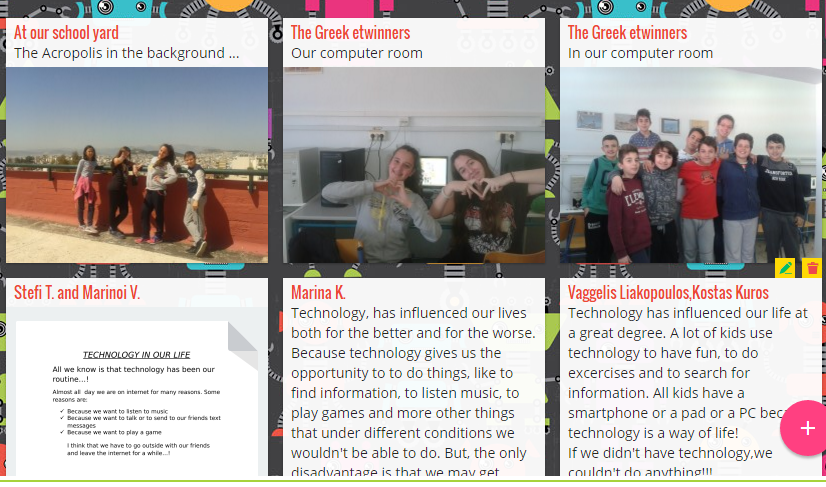 At our school yard
The Acropolis in the background ...
The Greek etwinners
Our computer room
The Greek etwinners
In our computer room
Stefi T. and Marinoi V.
TECHNOLOGY IN OUR LIFE
All we know is that technology has been our
routine...!
Almost all day we are on internet for many reasons. Some
reasons are:
✓ Because we want to listen to music
✓ Because we want to talk or to send to our friends text
messages
✓ Because we want to play a game
I think that we have to go outside with our friends
and leave the internet for a while...!
Marina K.
Technology, has influenced our lives
both for the better and for the worse.
Because technology gives us the
opportunity to to do things, like to
find information, to listen music, to
play games and more other things
that under different conditions we
wouldn't be able to do. But, the only
disadvantage is that we may get
Vaggelis Liakopoulos,Kostas Kuros
Technology has influenced our life at
a great degree. A lot of kids use
technology to have fun, to do
excercises and to search for
information. All kids have a
smartphone or a pad or a PC bec
technology is a way of life!
If we didn't have technology,we
couldn't do anything!!!